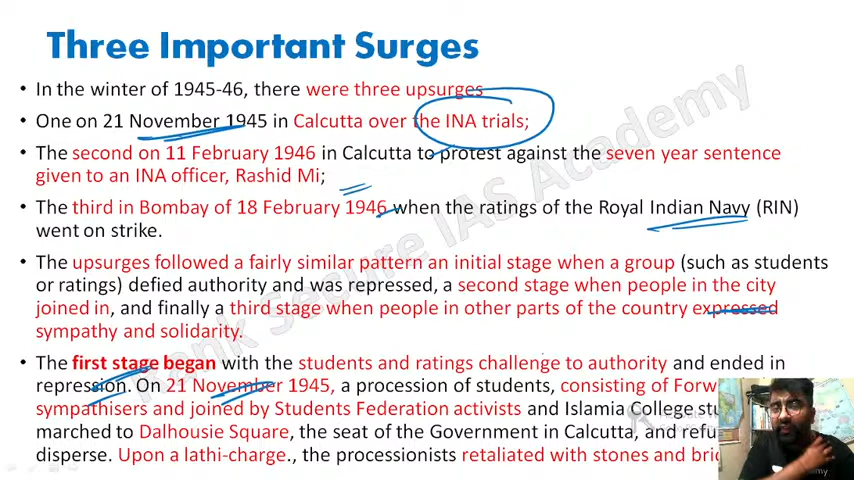 Three Important Surges
• In the winter of 1945-46, there were three upsurges
• One on 21 November 1945 in Calcutta over the INA trials;
• The second on 11 February 1946 in Calcutta to protest against the seven year sentence
given to an INA officer, Rashid Mi;
• The third in Bombay of 18 February 1946 when the ratings of the Royal Indian Navy (RIN)
went on strike.
• The upsurges followed a fairly similar pattern an initial stage when a group (such as students
or ratings) defied authority and was repressed, a second stage when people in the city
joined in, and finally a third stage when people in other parts of the country expressed
sympathy and solidarity.
• The first stage began with the students and ratings challenge to authority and ended in
repression. On 21 November 1945, a procession of students, consisting of
sympathisers and joined by Students Federation activists and Islamia College
marched to Dalhousie Square, the seat of the Government in Calcutta, and
disperse. Upon a lathi-charge., the processionists retaliated with stones and
Rank Sepure IAS Academy